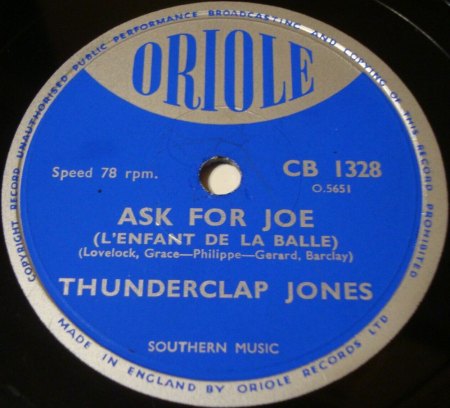 COPYRIGHT RECORD UNAUTHORISED PUBLIC PERFORMANCE BROADCASTING AND COPYING OF THIS RECORD PROHIBITED
ORIOLE
Speed 78 rpm.
CB 1328
O.5651
ASK FOR JOE
(L'ENFANT DE LA BALLE)
(Lovelock, Grace—Philippe—Gerard, Barclay)
THUNDERCLAP JONES
SOUTHERN MUSIC
MADE IN ENGLAND BY ORIOLE RECORDS LTD